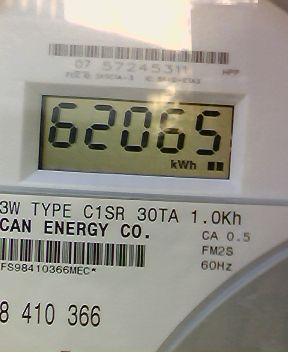 07 57245311
62065
kWh
3W TYPE C1SR 30TA 1.0Kh
CAN ENERGY CO.
CA 0.5
FM2S
60Hz
FS98410366MEC*
8 410 366